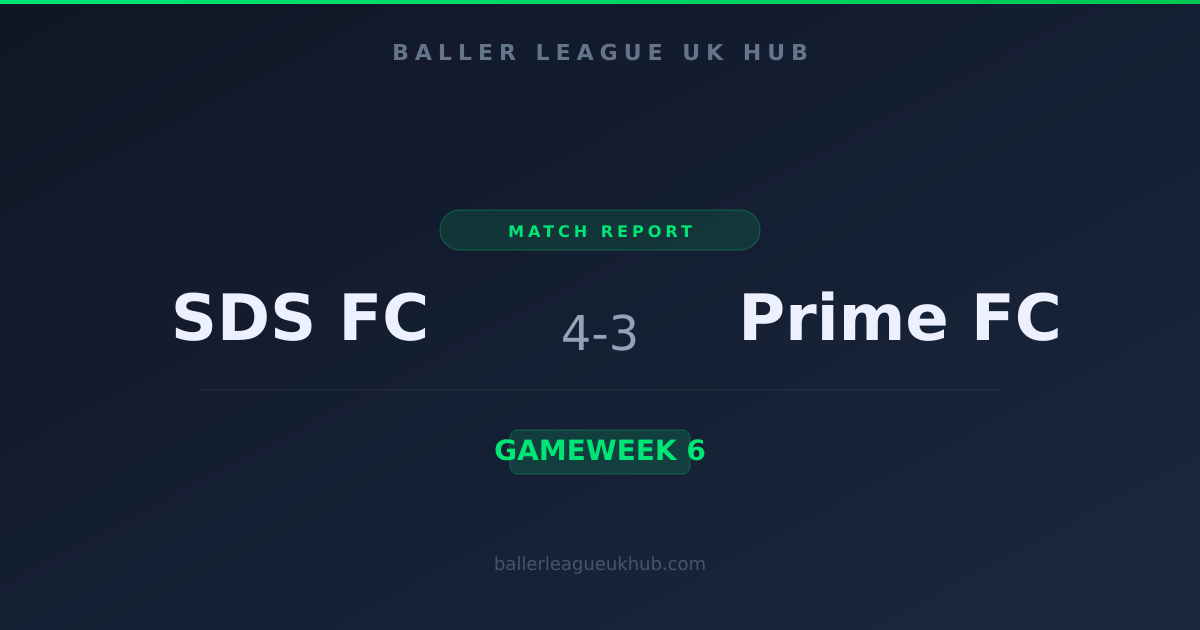 BALLER LEAGUE UK HUB
MATCH REPORT
SDS FC 4-3 Prime FC
GAMEWEEK 6
ballerleagueukhub.com